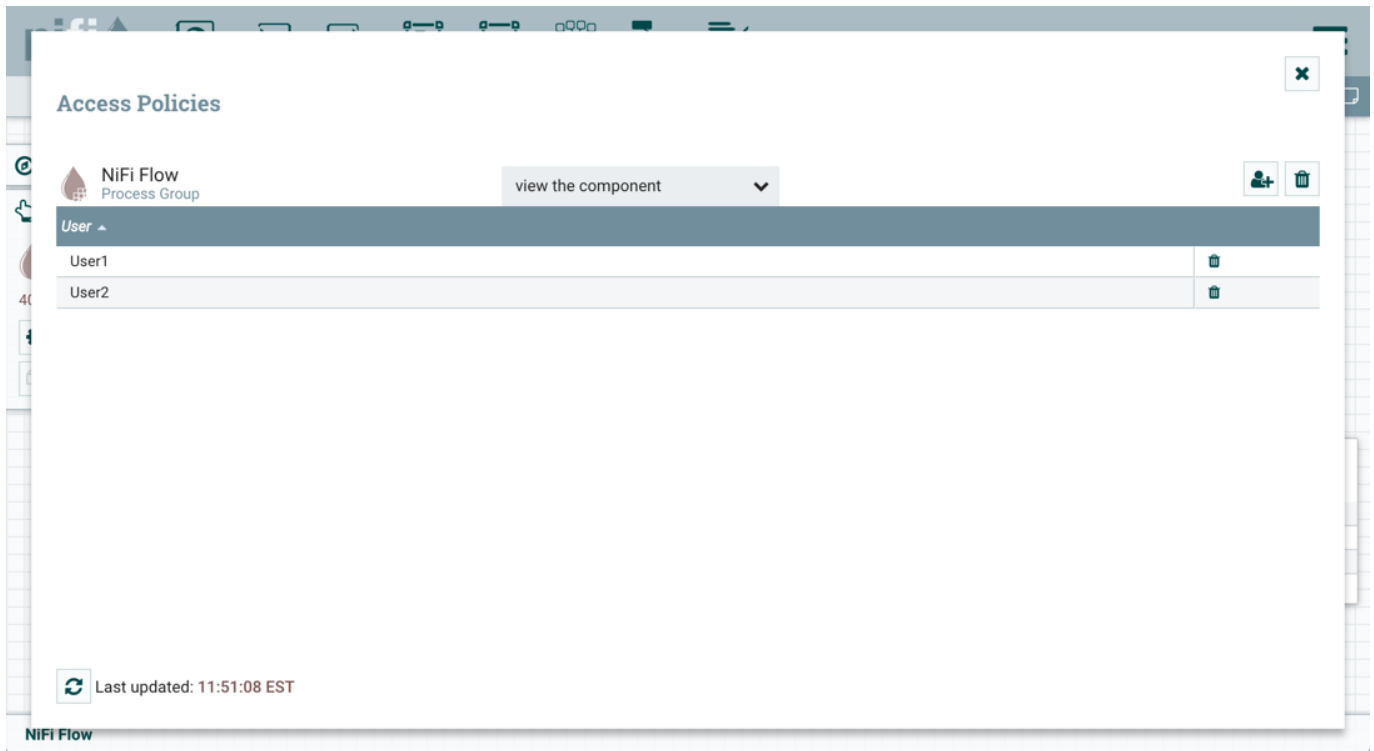 Access Policies
NiFi Flow
Process Group
view the component
User
User1
User2
40
Last updated: 11:51:08 EST
NiFi Flow